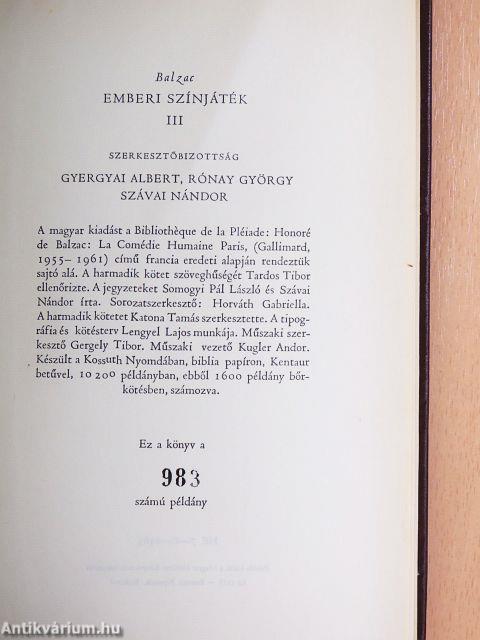 Balzac
EMBERI SZÍNJÁTÉK
III
SZERKESZTŐBIZOTTSÁG
GYERGYAI ALBERT, RÓNAY GYÖRGY
SZÁVAI NÁNDOR
A magyar kiadást a Bibliothèque de la Pléiade: Honoré
de Balzac: La Comédie Humaine Paris, (Gallimard,
1955– 1961) című francia eredeti alapján rendeztük
sajtó alá. A harmadik kötet szöveghűségét Tardos Tibor
ellenőrizte. A jegyzeteket Somogyi Pál László és Szávai
Nándor írta. Sorozatszerkesztő: Horváth Gabriella.
A harmadik kötetet Katona Tamás szerkesztette. A tipog-
ráfia és kötésterv Lengyel Lajos munkája. Műszaki szer-
kesztő Gergely Tibor. Műszaki vezető Kugler Andor.
Készült a Kossuth Nyomdában, biblia papíron, Kentaur
betűvel, 10 200 példányban, ebből 1600 példány bőr-
kötésben, számozva.
Ez a könyv a
983
számú példány
Antikvárium.hu